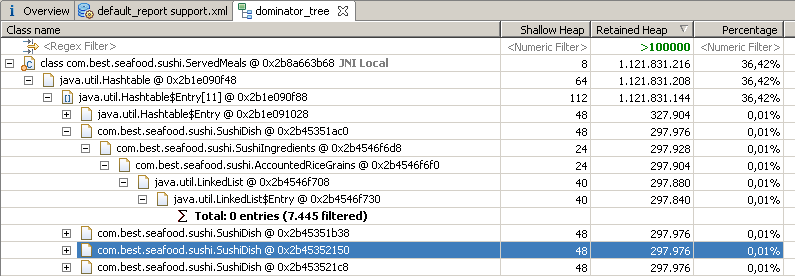 Overview default_report support.xml dominator_tree
Class name Shallow Heap Retained Heap Percentage
<Regex Filter> <Numeric Filter> >100000 <Numeric Filter>
class com.best.seafood.sushi.ServedMeals @ 0x2b8a663b68 JNI Local 8 1.121.831.216 36,42%
java.util.Hashtable @ 0x2b1e090f48 64 1.121.831.208 36,42%
java.util.Hashtable$Entry[11] @ 0x2b1e090f88 112 1.121.831.144 36,42%
java.util.Hashtable$Entry @ 0x2b1e091028 48 327.904 0,01%
com.best.seafood.sushi.SushiDish @ 0x2b45351ac0 48 297.976 0,01%
com.best.seafood.sushi.SushiIngredients @ 0x2b4546f6d8 24 297.928 0,01%
com.best.seafood.sushi.AccountedRiceGrains @ 0x2b4546f6f0 24 297.904 0,01%
java.util.LinkedList @ 0x2b4546f708 40 297.880 0,01%
java.util.LinkedList$Entry @ 0x2b4546f730 40 297.840 0,01%
Σ Total: 0 entries (7.445 filtered)
com.best.seafood.sushi.SushiDish @ 0x2b45351b38 48 297.976 0,01%
com.best.seafood.sushi.SushiDish @ 0x2b45352150 48 297.976 0,01%
com.best.seafood.sushi.SushiDish @ 0x2b453521c8 48 297.976 0,01%